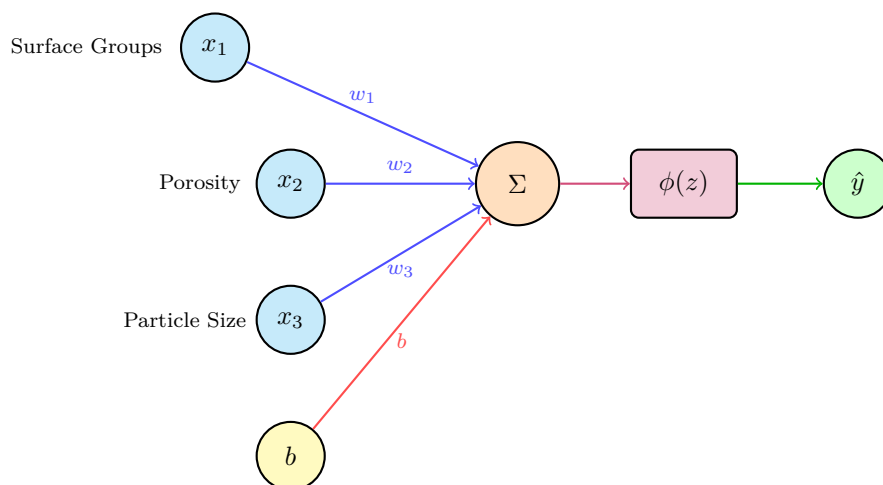 Surface Groups
x₁
w₁
Porosity
x₂
w₂
Σ
ϕ(z)
ŷ
w₃
Particle Size
x₃
b
b